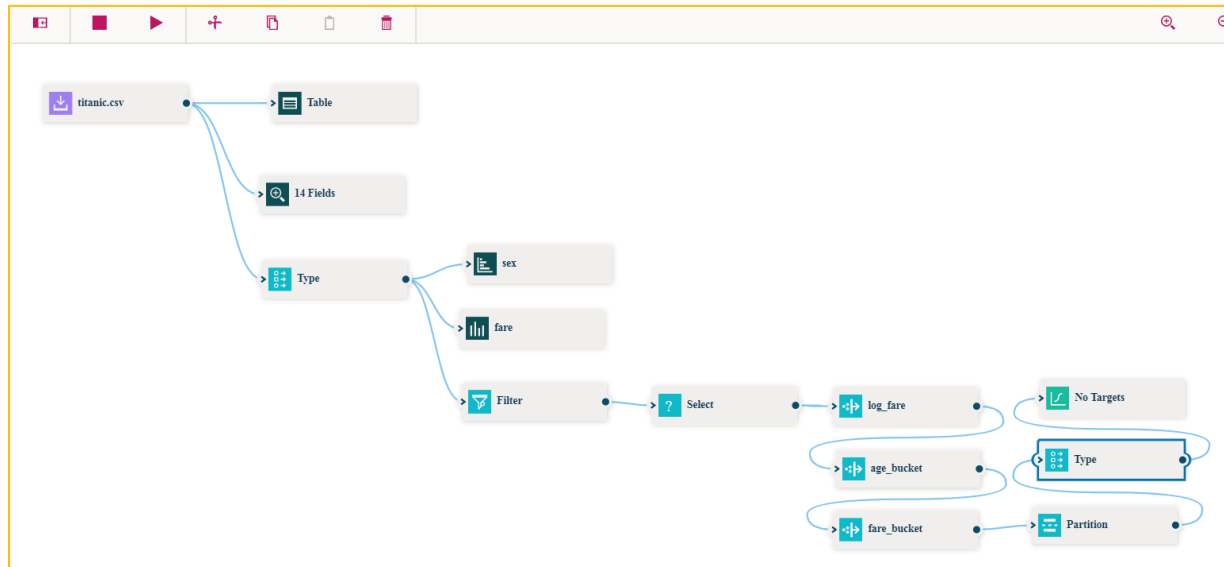 titanic.csv
Table
14 Fields
Type
sex
fare
Filter
Select
log_fare
No Targets
age_bucket
Type
fare_bucket
Partition